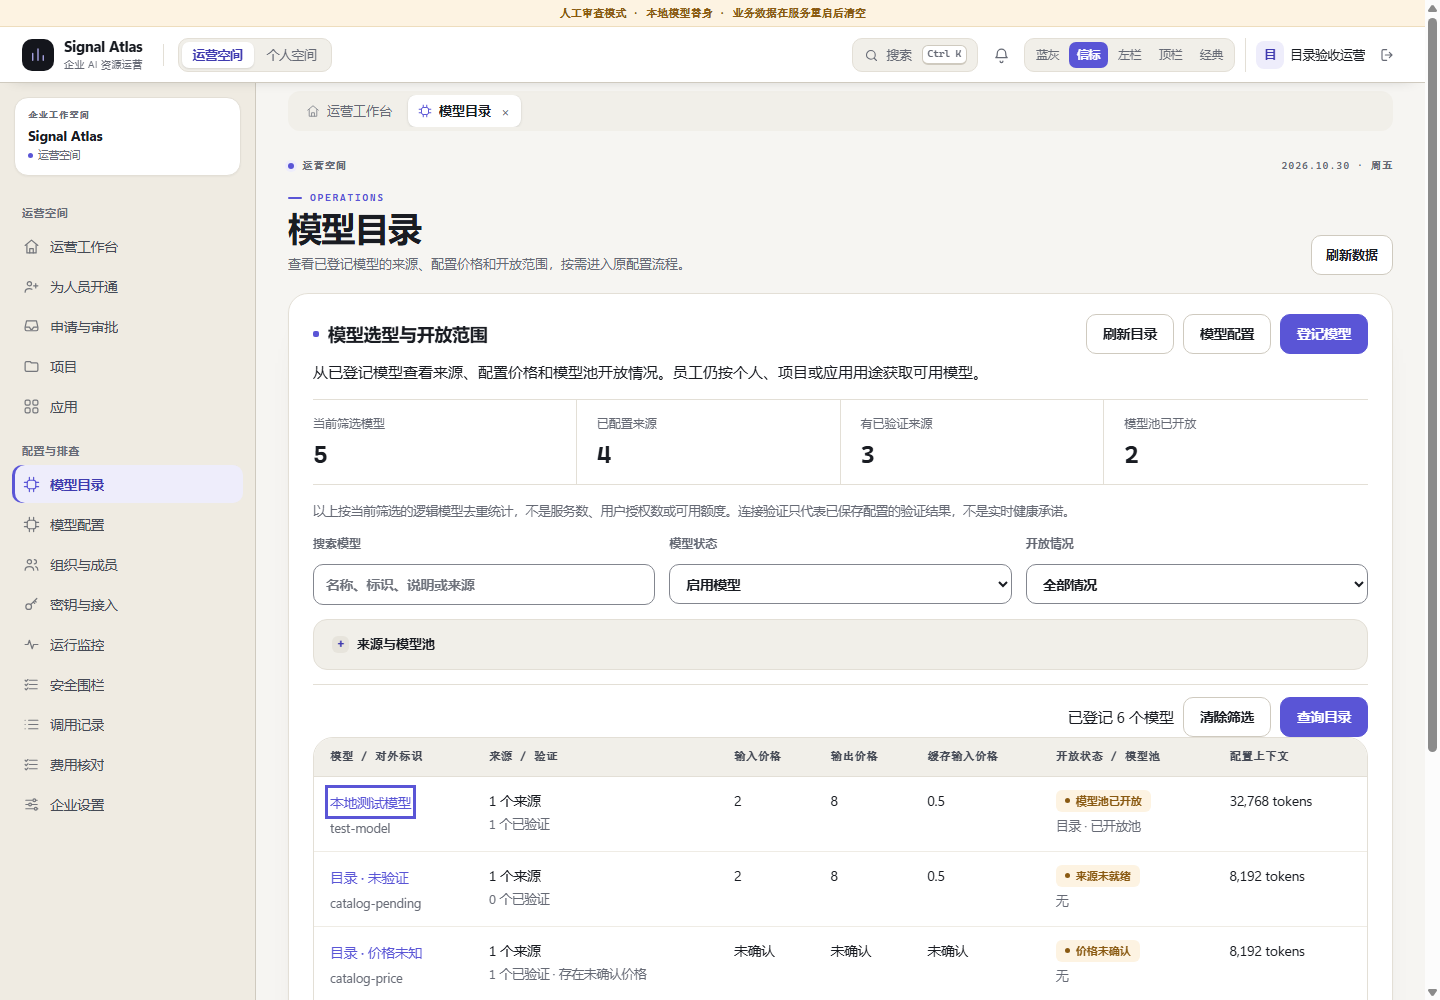 人工审查模式 · 本地模型替身 · 业务数据在服务重启后清空
Signal Atlas
企业 AI 资源运营
运营空间
个人空间
搜索
Ctrl K
蓝灰
信标
左栏
顶栏
经典
目
目录验收运营
企业工作空间
Signal Atlas
运营空间
运营空间
运营工作台
为人员开通
申请与审批
项目
应用
配置与排查
模型目录
模型配置
组织与成员
密钥与接入
运行监控
安全围栏
调用记录
费用核对
企业设置
运营工作台
模型目录 ×
运营空间
2026.10.30 · 周五
OPERATIONS
模型目录
查看已登记模型的来源、配置价格和开放范围，按需进入原配置流程。
刷新数据
模型选型与开放范围
刷新目录
模型配置
登记模型
从已登记模型查看来源、配置价格和模型池开放情况。员工仍按个人、项目或应用用途获取可用模型。
当前筛选模型
5
已配置来源
4
有已验证来源
3
模型池已开放
2
以上按当前筛选的逻辑模型去重统计，不是服务数、用户授权数或可用额度。连接验证只代表已保存配置的验证结果，不是实时健康承诺。
搜索模型
模型状态
开放情况
名称、标识、说明或来源
启用模型
全部情况
+ 来源与模型池
已登记 6 个模型
清除筛选
查询目录
模型 / 对外标识
来源 / 验证
输入价格
输出价格
缓存输入价格
开放状态 / 模型池
配置上下文
本地测试模型
test-model
1 个来源
1 个已验证
2
8
0.5
模型池已开放
目录 · 已开放池
32,768 tokens
目录 · 未验证
catalog-pending
1 个来源
0 个已验证
2
8
0.5
来源未就绪
无
8,192 tokens
目录 · 价格未知
catalog-price
1 个来源
1 个已验证 · 存在未确认价格
未确认
未确认
未确认
价格未确认
无
8,192 tokens